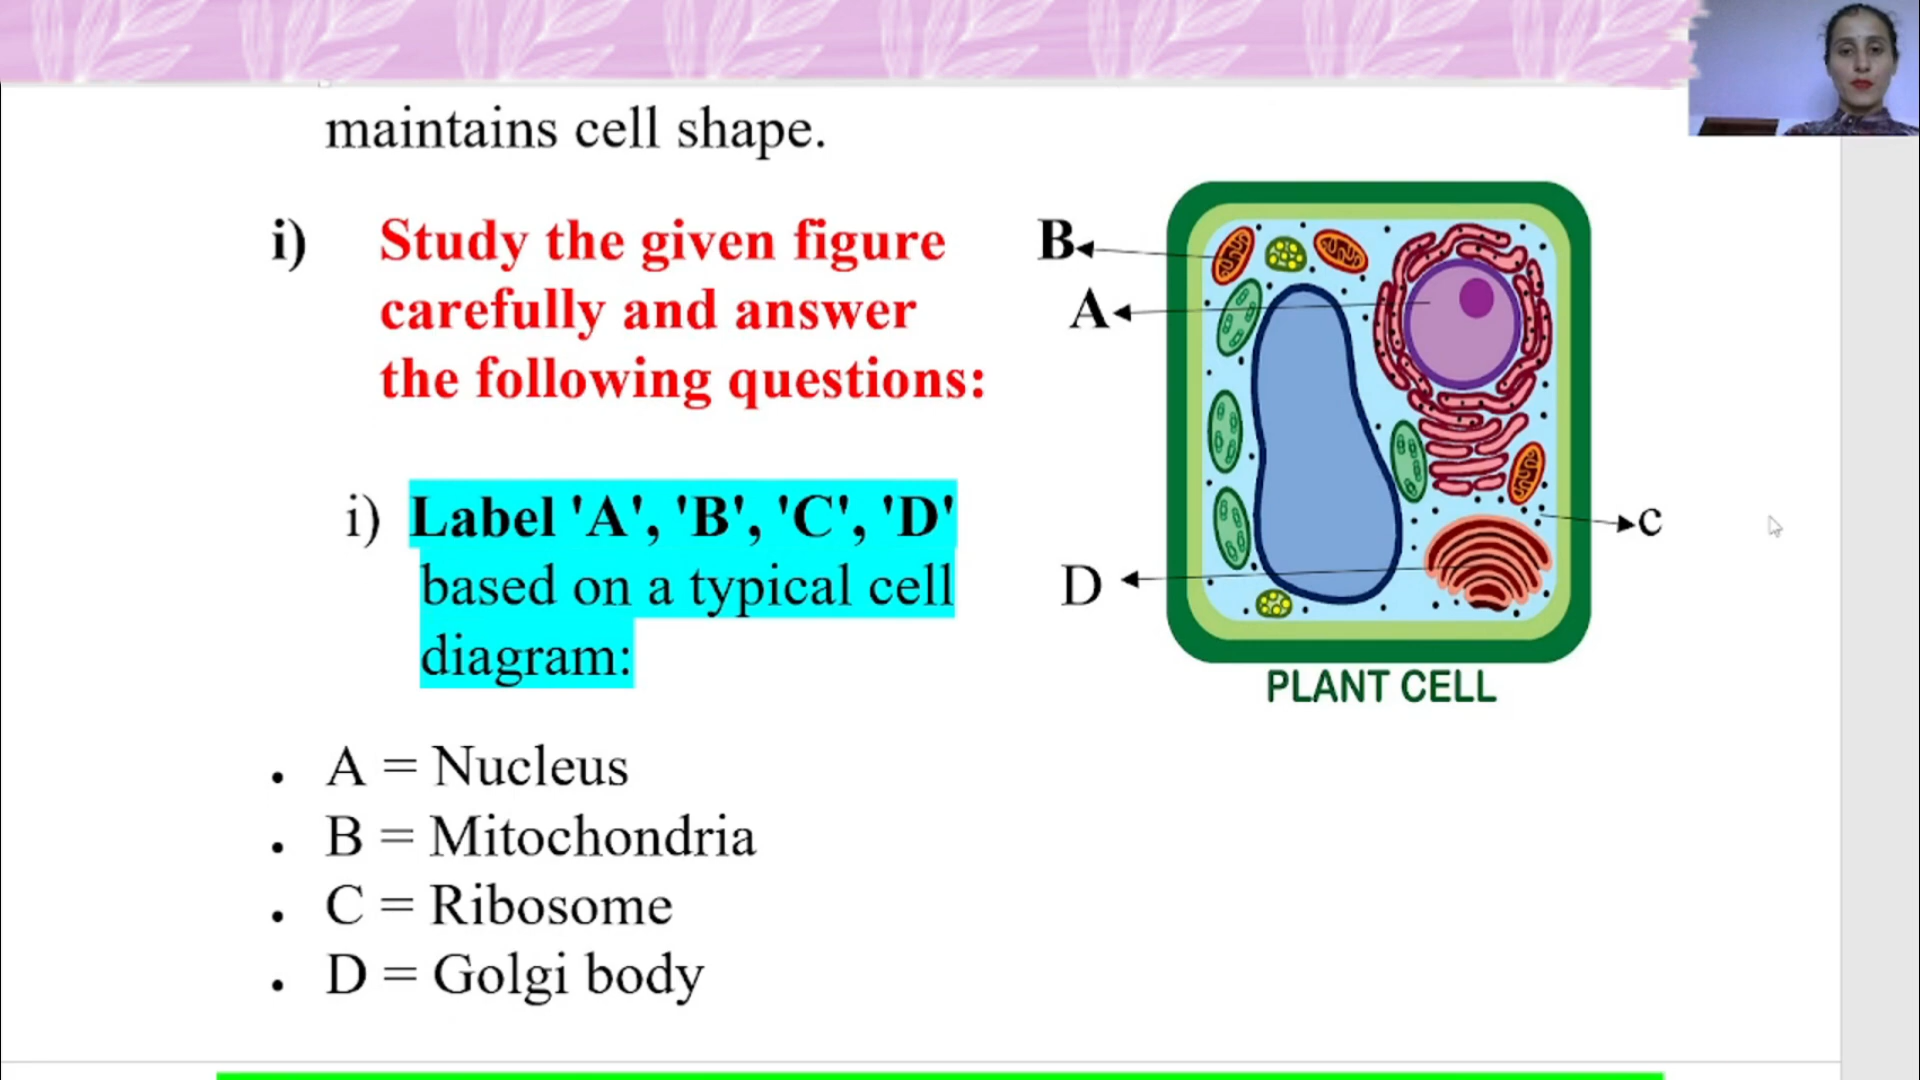 maintains cell shape.
i) Study the given figure
carefully and answer
the following questions:
i) Label 'A', 'B', 'C', 'D'
based on a typical cell
diagram:
B
A
C
D
PLANT CELL
• A = Nucleus
• B = Mitochondria
• C = Ribosome
• D = Golgi body